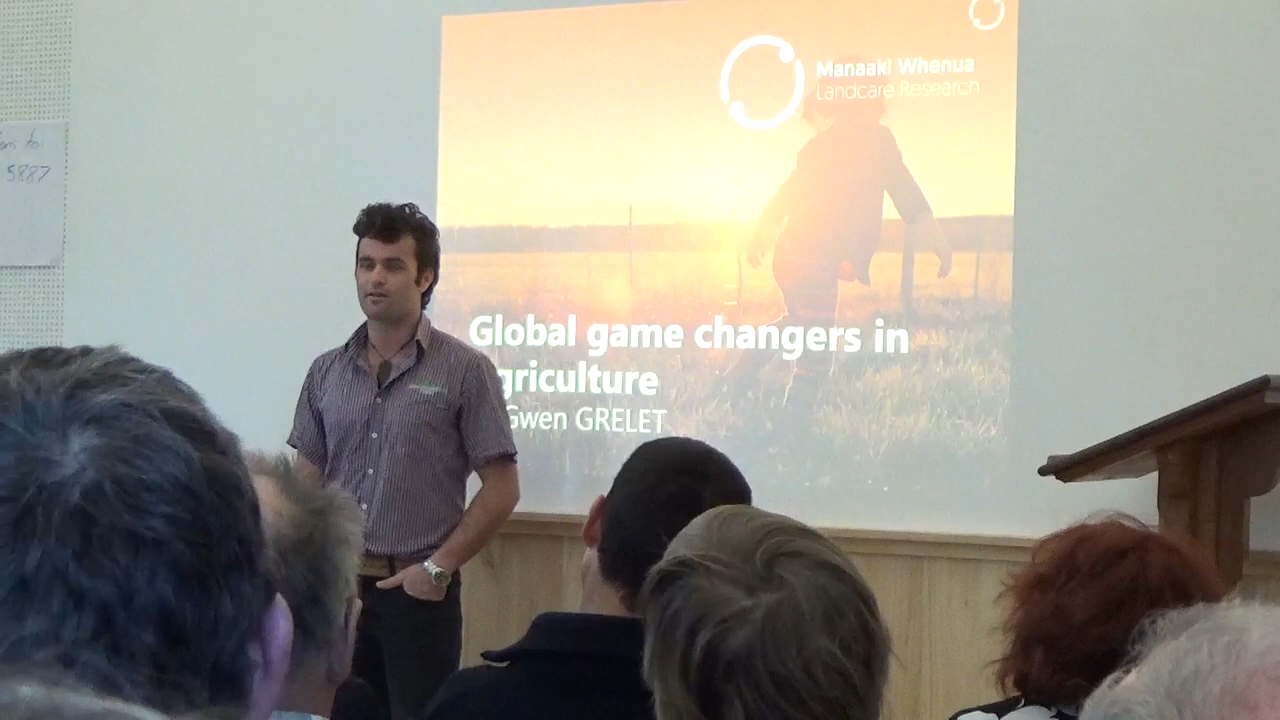 5887
Manaaki Whenua
Landcare Research
Global game changers in
griculture
Gwen GRELET